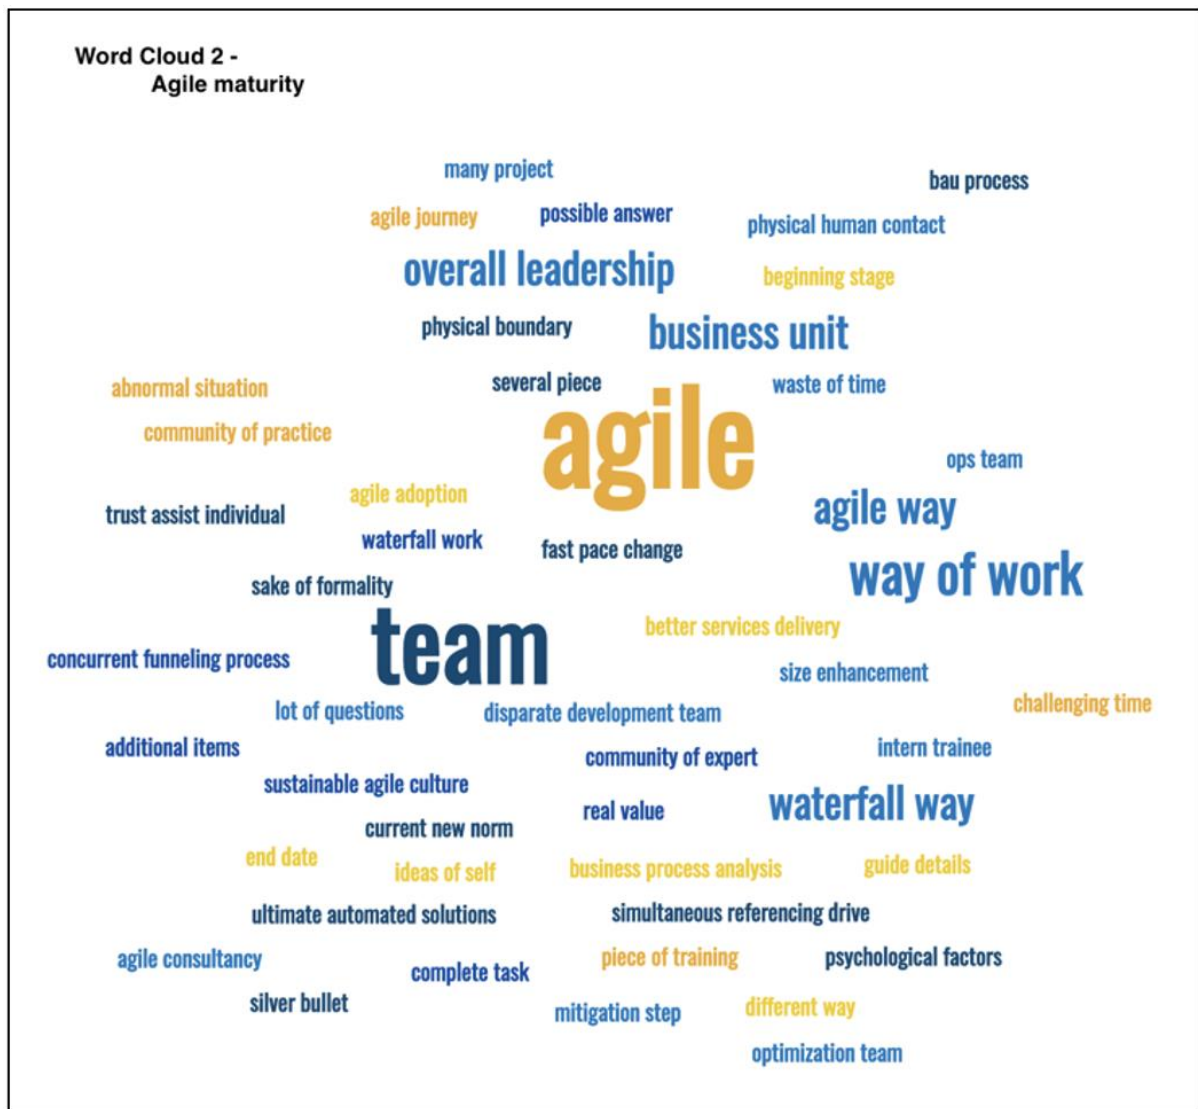 Word Cloud 2 -
Agile maturity
many project
bau process
agile journey
possible answer
physical human contact
overall leadership
beginning stage
physical boundary
business unit
abnormal situation
several piece
waste of time
community of practice
agile
ops team
agile adoption
trust assist individual
agile way
waterfall work
fast pace change
way of work
sake of formality
team
better services delivery
concurrent funneling process
size enhancement
challenging time
lot of questions
disparate development team
additional items
community of expert
intern trainee
sustainable agile culture
real value
waterfall way
current new norm
end date
ideas of self
business process analysis
guide details
ultimate automated solutions
simultaneous referencing drive
agile consultancy
complete task
piece of training
psychological factors
silver bullet
mitigation step
different way
optimization team